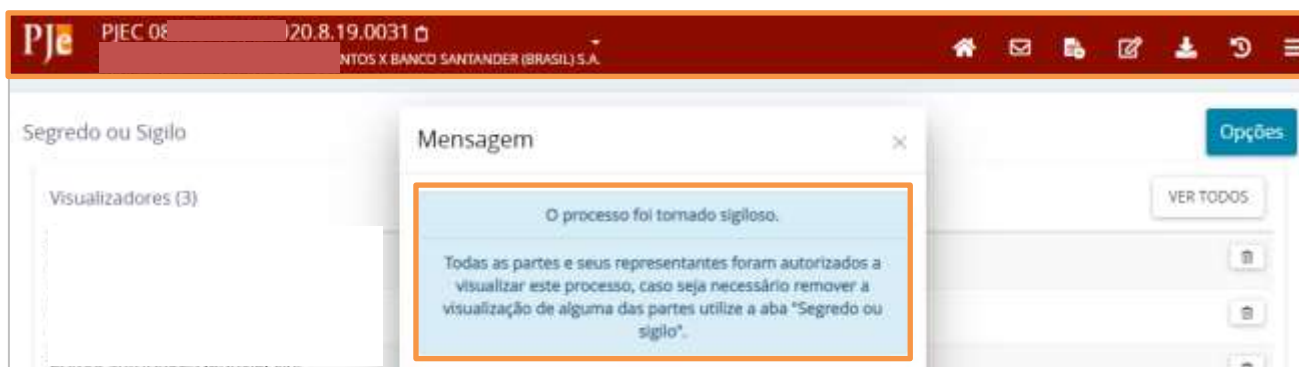 PJe
PJEC 08 020.8.19.0031
NTOS X BANCO SANTANDER (BRASIL) S.A.
Segredo ou Sigilo
Opções
Mensagem
×
Visualizadores (3)
VER TODOS
O processo foi tornado sigiloso.
Todas as partes e seus representantes foram autorizados a
visualizar este processo, caso seja necessário remover a
visualização de alguma das partes utilize a aba "Segredo ou
sigilo".